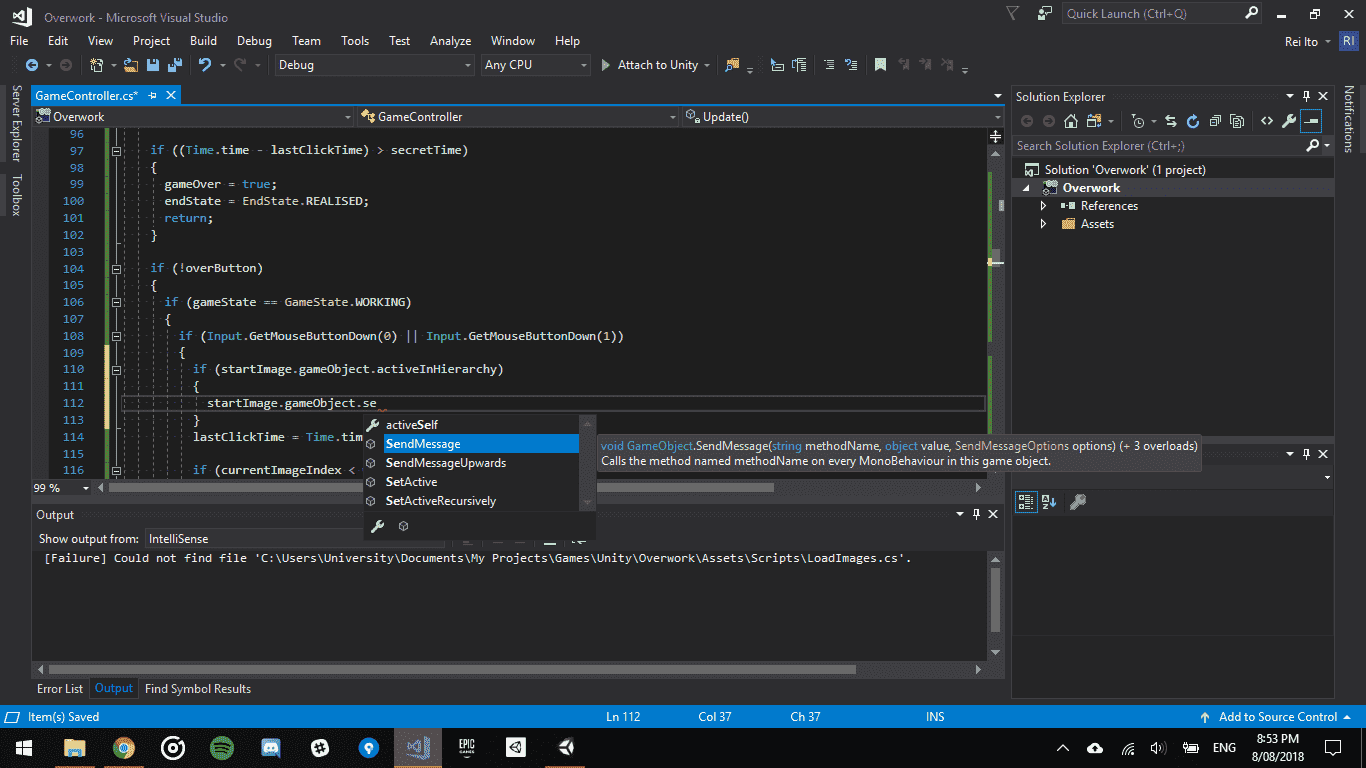 Overwork - Microsoft Visual Studio
Quick Launch (Ctrl+Q)
File Edit View Project Build Debug Team Tools Test Analyze Window Help
Rei Ito RI
Debug Any CPU Attach to Unity
Server Explorer
Toolbox
GameController.cs*
Overwork GameController Update()
96
97 if ((Time.time - lastClickTime) > secretTime)
98 {
99 gameOver = true;
100 endState = EndState.REALISED;
101 return;
102 }
103
104 if (!overButton)
105 {
106 if (gameState == GameState.WORKING)
107 {
108 if (Input.GetMouseButtonDown(0) || Input.GetMouseButtonDown(1))
109 {
110 if (startImage.gameObject.activeInHierarchy)
111 {
112 startImage.gameObject.se
113 }
114 lastClickTime = Time.tim
115
116 if (currentImageIndex <
activeSelf
SendMessage
SendMessageUpwards
SetActive
SetActiveRecursively
void GameObject.SendMessage(string methodName, object value, SendMessageOptions options) (+ 3 overloads)
Calls the method named methodName on every MonoBehaviour in this game object.
99 %
Output
Show output from: IntelliSense
[Failure] Could not find file 'C:\Users\University\Documents\My Projects\Games\Unity\Overwork\Assets\Scripts\LoadImages.cs'.
Error List Output Find Symbol Results
Solution Explorer
Search Solution Explorer (Ctrl+;)
Solution 'Overwork' (1 project)
Overwork
References
Assets
Notifications
Item(s) Saved Ln 112 Col 37 Ch 37 INS Add to Source Control
EPIC
GAMES
ENG
8:53 PM
8/08/2018